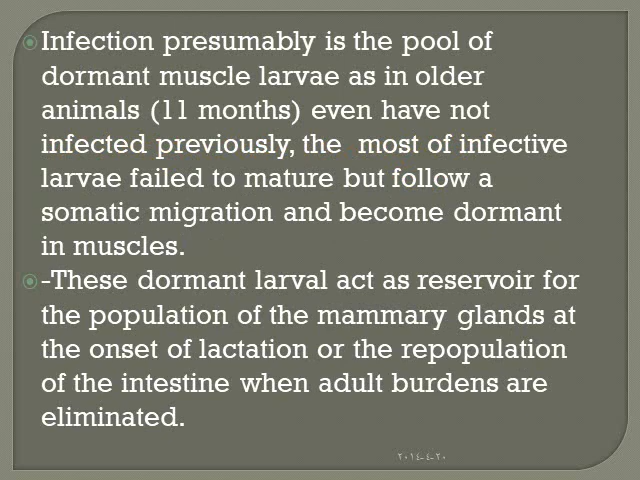 Infection presumably is the pool of
dormant muscle larvae as in older
animals (11 months) even have not
infected previously, the most of infective
larvae failed to mature but follow a
somatic migration and become dormant
in muscles.
-These dormant larval act as reservoir for
the population of the mammary glands at
the onset of lactation or the repopulation
of the intestine when adult burdens are
eliminated.
٢٠١٤-٤-٢٠